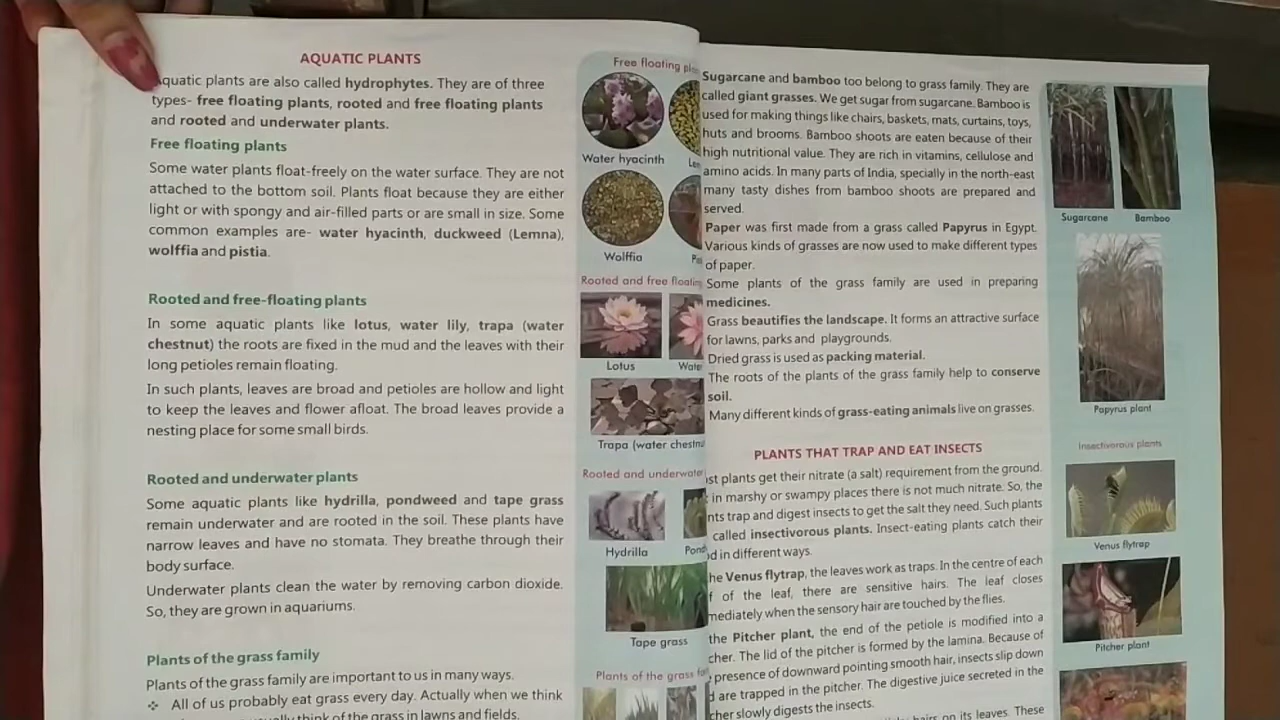 AQUATIC PLANTS
Aquatic plants are also called hydrophytes. They are of three
types- free floating plants, rooted and free floating plants
and rooted and underwater plants.
Free floating plants
Some water plants float-freely on the water surface. They are not
attached to the bottom soil. Plants float because they are either
light or with spongy and air-filled parts or are small in size. Some
common examples are- water hyacinth, duckweed (Lemna),
wolffia and pistia.
Rooted and free-floating plants
In some aquatic plants like lotus, water lily, trapa (water
chestnut) the roots are fixed in the mud and the leaves with their
long petioles remain floating.
In such plants, leaves are broad and petioles are hollow and light
to keep the leaves and flower afloat. The broad leaves provide a
nesting place for some small birds.
Rooted and underwater plants
Some aquatic plants like hydrilla, pondweed and tape grass
remain underwater and are rooted in the soil. These plants have
narrow leaves and have no stomata. They breathe through their
body surface.
Underwater plants clean the water by removing carbon dioxide.
So, they are grown in aquariums.
Plants of the grass family
Plants of the grass family are important to us in many ways.
❖ All of us probably eat grass every day. Actually when we think
think of the grass in lawns and fields.
Free floating
Water hyacinth
Wolffia
Rooted and free floating
Lotus
Water
Trapa (water
Rooted and underwater
Hydrilla
Tape grass
Plants of the grass
Sugarcane and bamboo too belong to grass family. They are
called giant grasses. We get sugar from sugarcane. Bamboo is
used for making things like chairs, baskets, mats, curtains, toys,
huts and brooms. Bamboo shoots are eaten because of their
high nutritional value. They are rich in vitamins, cellulose and
amino acids. In many parts of India, specially in the north-east
many tasty dishes from bamboo shoots are prepared and
served.
Paper was first made from a grass called Papyrus in Egypt.
Various kinds of grasses are now used to make different types
of paper.
Some plants of the grass family are used in preparing
medicines.
Grass beautifies the landscape. It forms an attractive surface
for lawns, parks and playgrounds.
Dried grass is used as packing material.
The roots of the plants of the grass family help to conserve
soil.
Many different kinds of grass-eating animals live on grasses.
PLANTS THAT TRAP AND EAT INSECTS
plants get their nitrate (a salt) requirement from the ground.
in marshy or swampy places there is not much nitrate. So, the
trap and digest insects to get the salt they need. Such plants
called insectivorous plants. Insect-eating plants catch their
in different ways.
Venus flytrap, the leaves work as traps. In the centre of each
of the leaf, there are sensitive hairs. The leaf closes
when the sensory hair are touched by the flies.
the Pitcher plant, the end of the petiole is modified into a
The lid of the pitcher is formed by the lamina. Because of
presence of downward pointing smooth hair, insects slip down
are trapped in the pitcher. The digestive juice secreted in the
slowly digests the insects.
hairs on its leaves. These
Sugarcane
Bamboo
Papyrus plant
Insectivorous plants
Venus flytrap
Pitcher plant